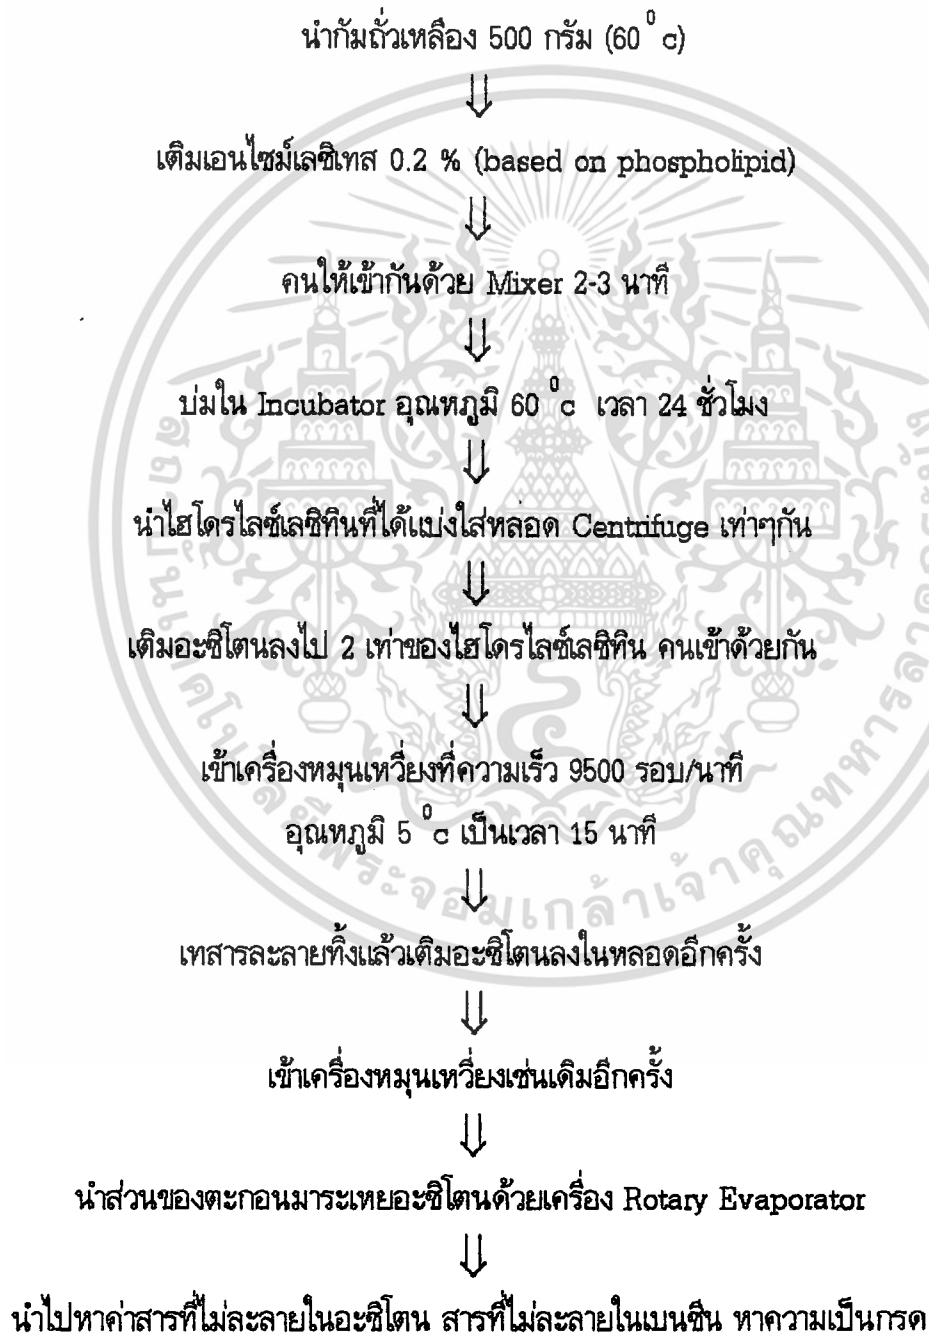 นำกัมถั่วเหลือง 500 กรัม (60 ⁰c)
⇓
เติมเอนไซม์เลซิเทส 0.2 % (based on phospholipid)
⇓
คนให้เข้ากันด้วย Mixer 2-3 นาที
⇓
บ่มใน Incubator อุณหภูมิ 60 ⁰c เวลา 24 ชั่วโมง
⇓
นำไฮโดรไลซ์เลซิทินที่ได้แบ่งใส่หลอด Centrifuge เท่าๆกัน
⇓
เติมอะซิโตนลงไป 2 เท่าของไฮโดรไลซ์เลซิทิน คนเข้าด้วยกัน
⇓
เข้าเครื่องหมุนเหวี่ยงที่ความเร็ว 9500 รอบ/นาที
อุณหภูมิ 5 ⁰c เป็นเวลา 15 นาที
⇓
เทสารละลายทิ้งแล้วเติมอะซิโตนลงในหลอดอีกครั้ง
⇓
เข้าเครื่องหมุนเหวี่ยงเช่นเดิมอีกครั้ง
⇓
นำส่วนของตะกอนมาระเหยอะซิโตนด้วยเครื่อง Rotary Evaporator
⇓
นำไปหาค่าสารที่ไม่ละลายในอะซิโตน สารที่ไม่ละลายในเบนซีน หาความเป็นกรด